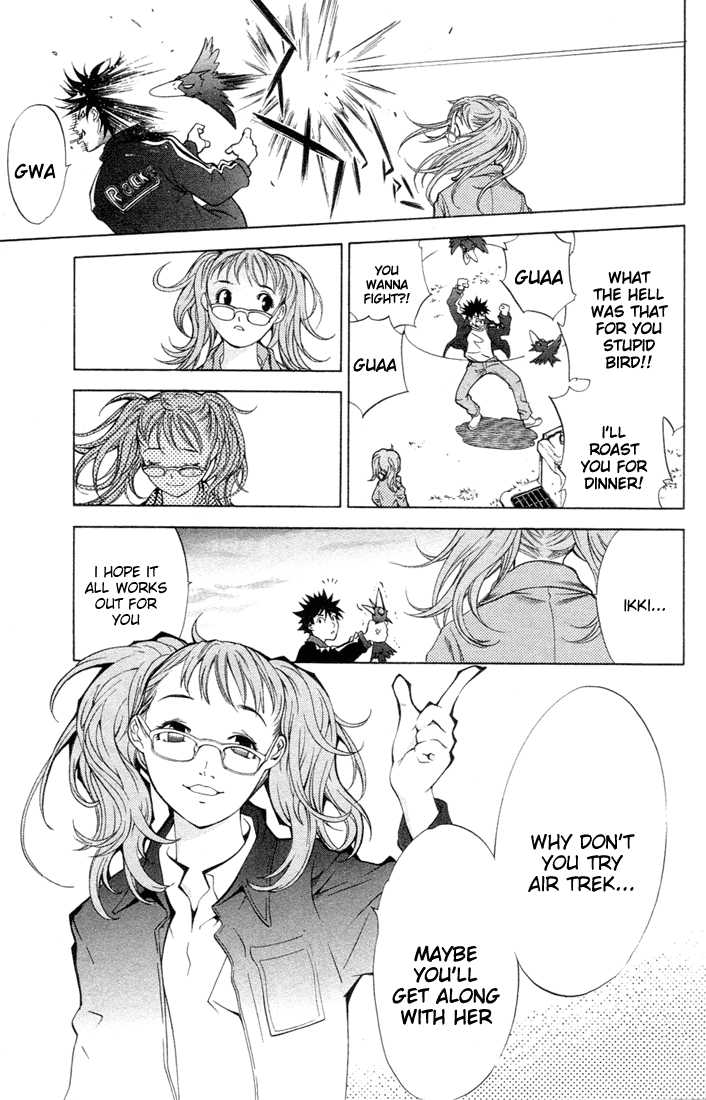 GWA
ROCKS
WHAT
THE HELL
WAS THAT
FOR YOU
STUPID
BIRD!!
I'LL
ROAST
YOU FOR
DINNER!
GUAA
YOU
WANNA
FIGHT?!
GUAA
IKKI...
I HOPE IT
ALL WORKS
OUT FOR
YOU
WHY DON'T
YOU TRY
AIR TREK...
MAYBE
YOU'LL
GET ALONG
WITH HER